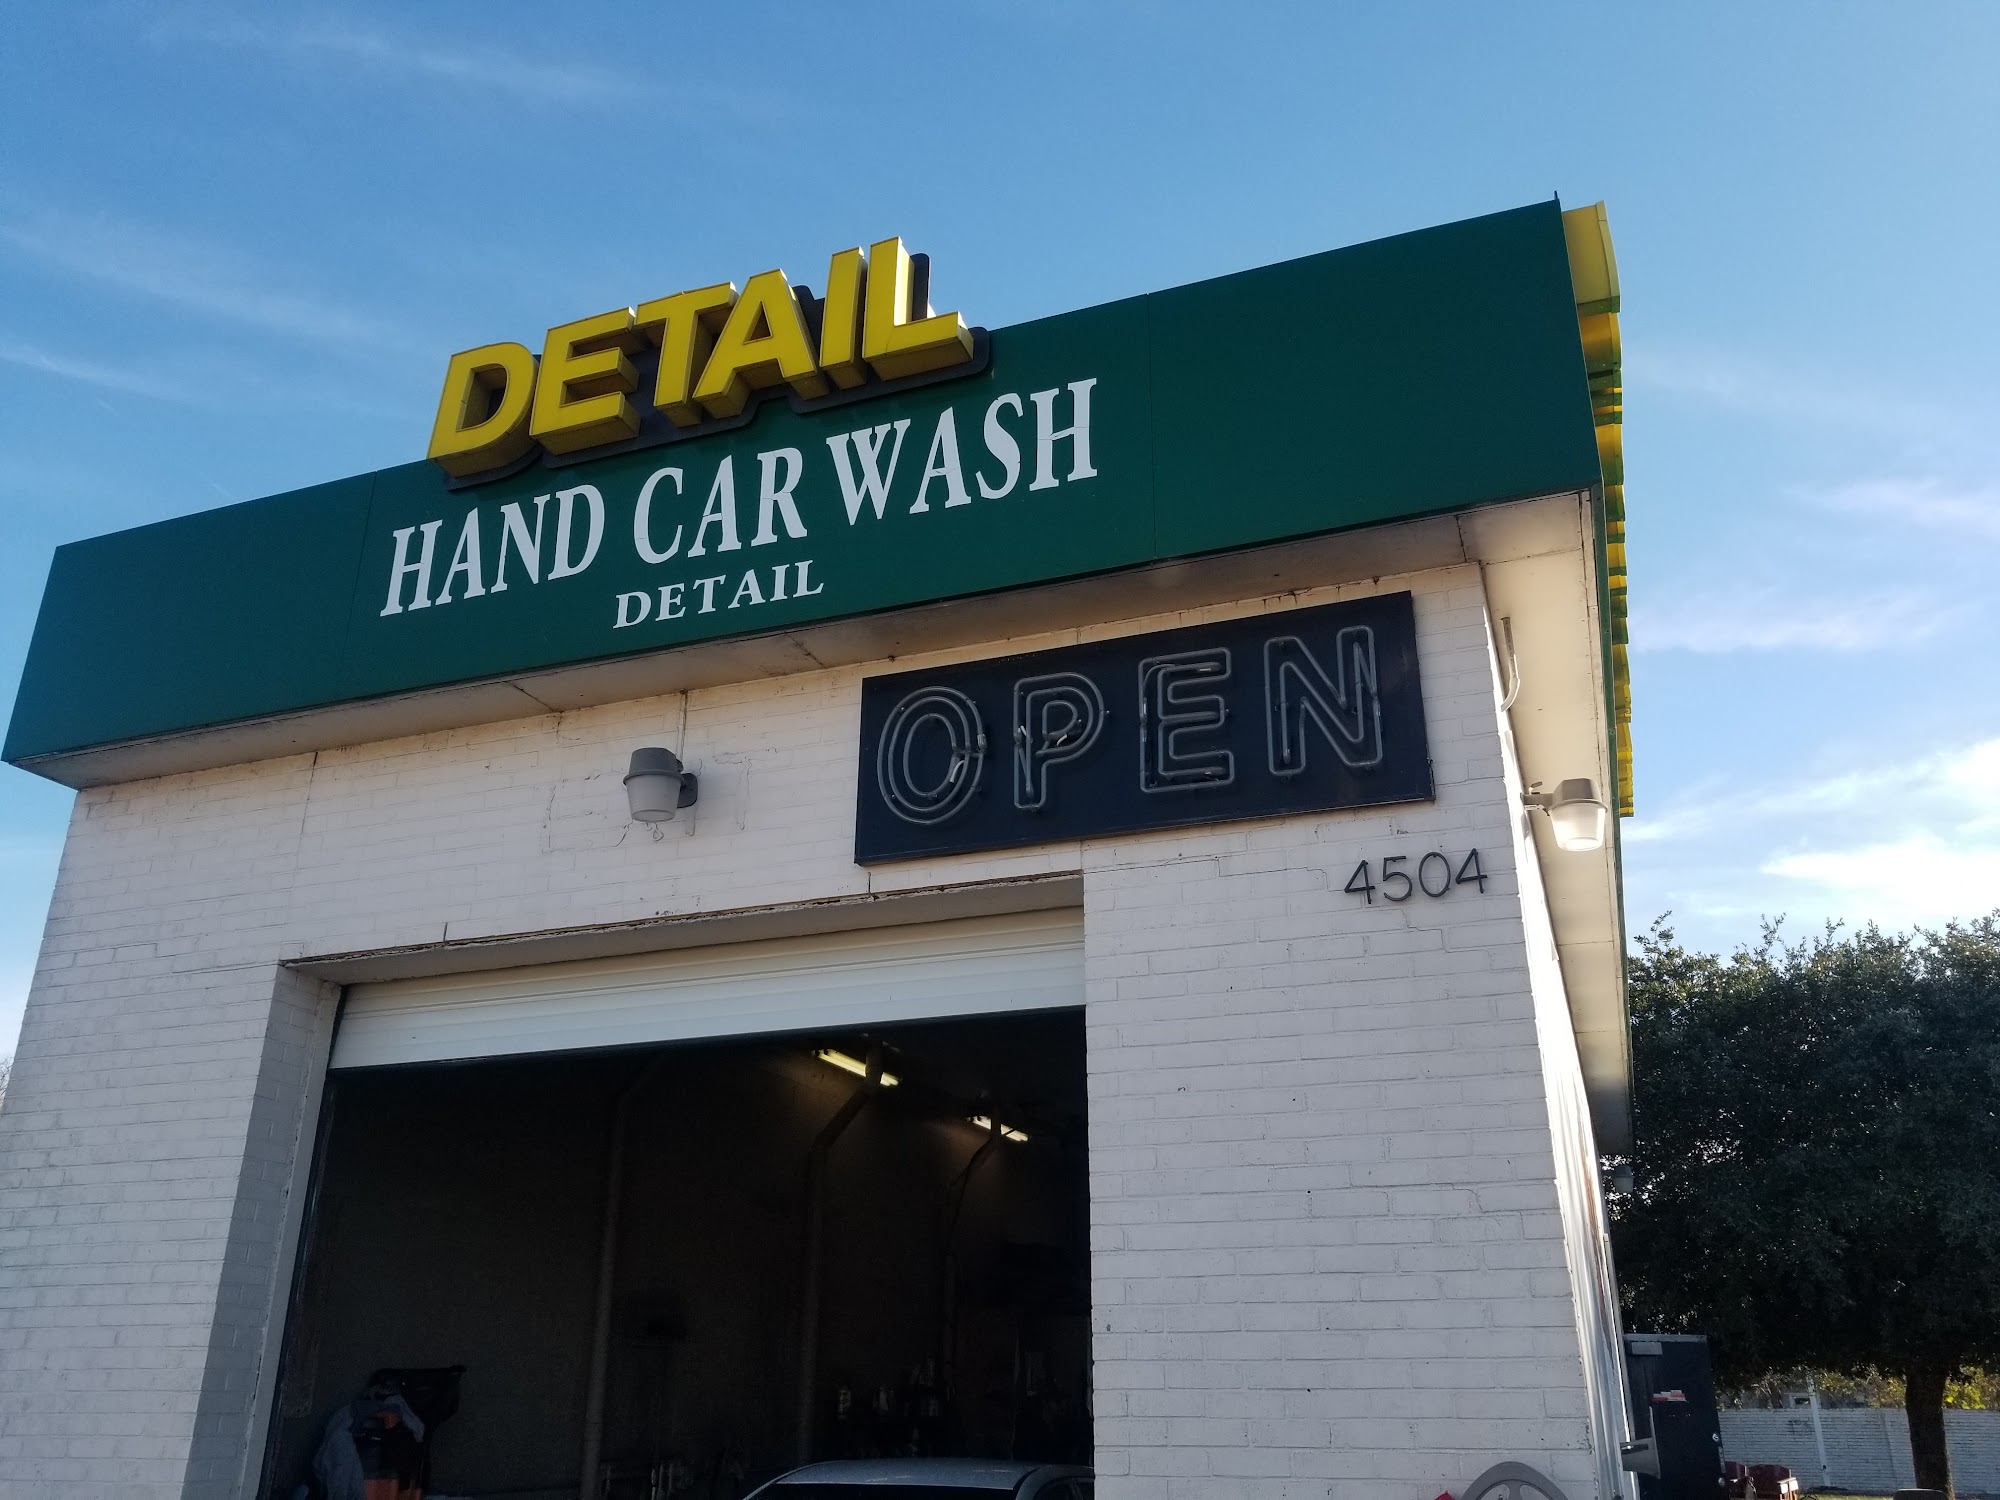 DETAIL
HAND CAR WASH
DETAIL
OPEN
4504